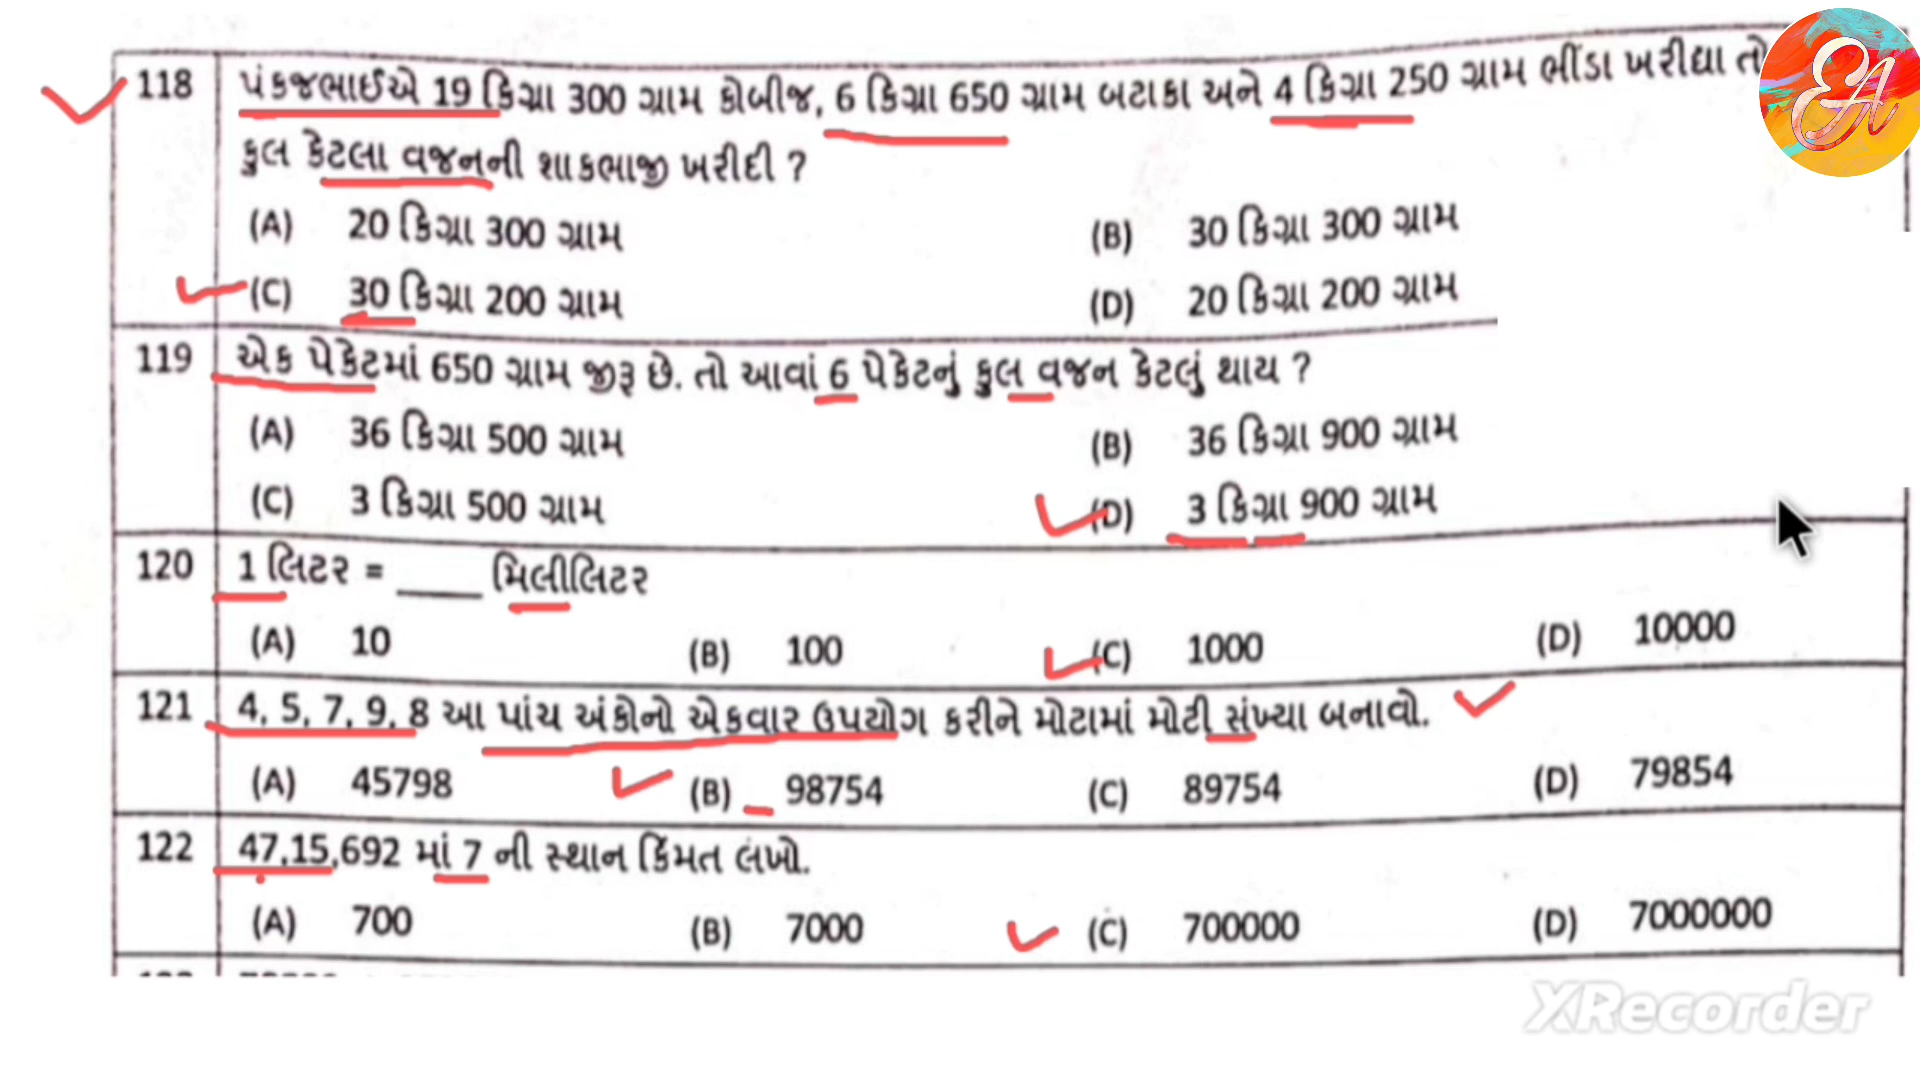 118 પંકજભાઈએ 19 કિગ્રા 300 ગ્રામ કોબીજ, 6 કિગ્રા 650 ગ્રામ બટાકા અને 4 કિગ્રા 250 ગ્રામ ભીંડા ખરીદ્યા તો
કુલ કેટલા વજનની શાકભાજી ખરીદી ?
(A) 20 કિગ્રા 300 ગ્રામ (B) 30 કિગ્રા 300 ગ્રામ
(C) 30 કિગ્રા 200 ગ્રામ (D) 20 કિગ્રા 200 ગ્રામ
119 એક પેકેટમાં 650 ગ્રામ જીરૂ છે. તો આવાં 6 પેકેટનું કુલ વજન કેટલું થાય ?
(A) 36 કિગ્રા 500 ગ્રામ (B) 36 કિગ્રા 900 ગ્રામ
(C) 3 કિગ્રા 500 ગ્રામ (D) 3 કિગ્રા 900 ગ્રામ
120 1 લિટર = ____ મિલીલિટર
(A) 10 (B) 100 (C) 1000 (D) 10000
121 4, 5, 7, 9, 8 આ પાંચ અંકોનો એકવાર ઉપયોગ કરીને મોટામાં મોટી સંખ્યા બનાવો.
(A) 45798 (B) 98754 (C) 89754 (D) 79854
122 47,15,692 માં 7 ની સ્થાન કિંમત લખો.
(A) 700 (B) 7000 (C) 700000 (D) 7000000
EA
XRecorder